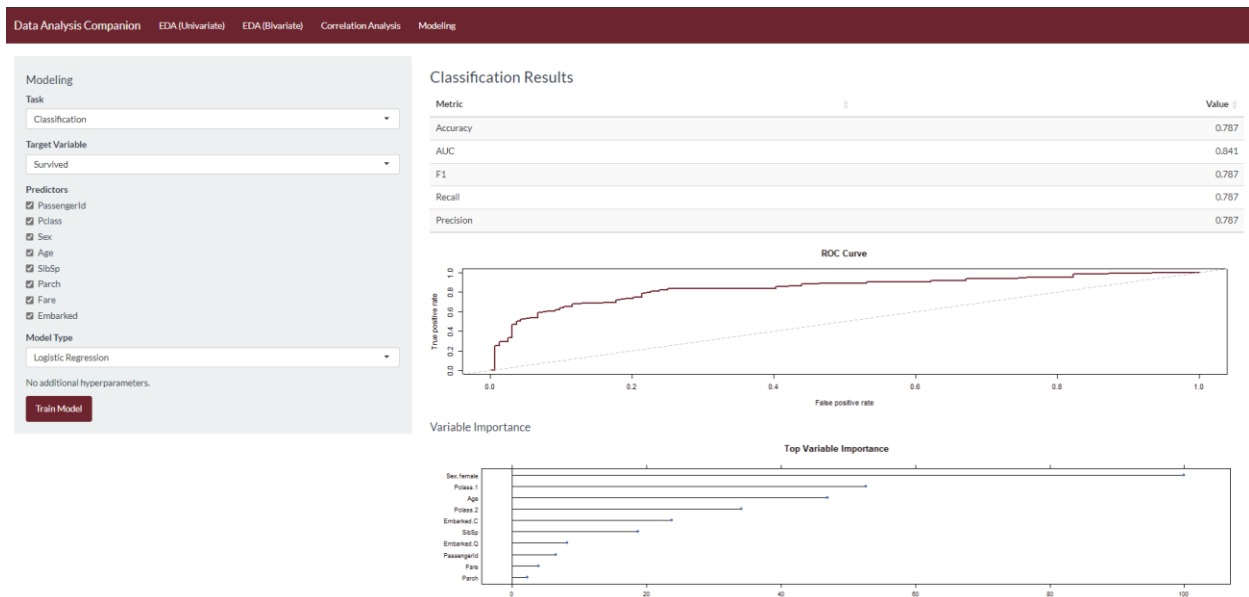 Data Analysis Companion EDA (Univariate) EDA (Bivariate) Correlation Analysis Modeling
Modeling
Task
Classification
Target Variable
Survived
Predictors
PassengerId
Pclass
Sex
Age
SibSp
Parch
Fare
Embarked
Model Type
Logistic Regression
No additional hyperparameters.
Train Model
Classification Results
Metric Value
Accuracy 0.787
AUC 0.841
F1 0.787
Recall 0.787
Precision 0.787
ROC Curve
True positive rate
1.0
0.8
0.6
0.4
0.2
0.0
0.0 0.2 0.4 0.6 0.8 1.0
False positive rate
Variable Importance
Top Variable Importance
Sex.female
Pclass.1
Age
Pclass.2
Embarked.C
SibSp
Embarked.Q
PassengerId
Fare
Parch
0 20 40 60 80 100